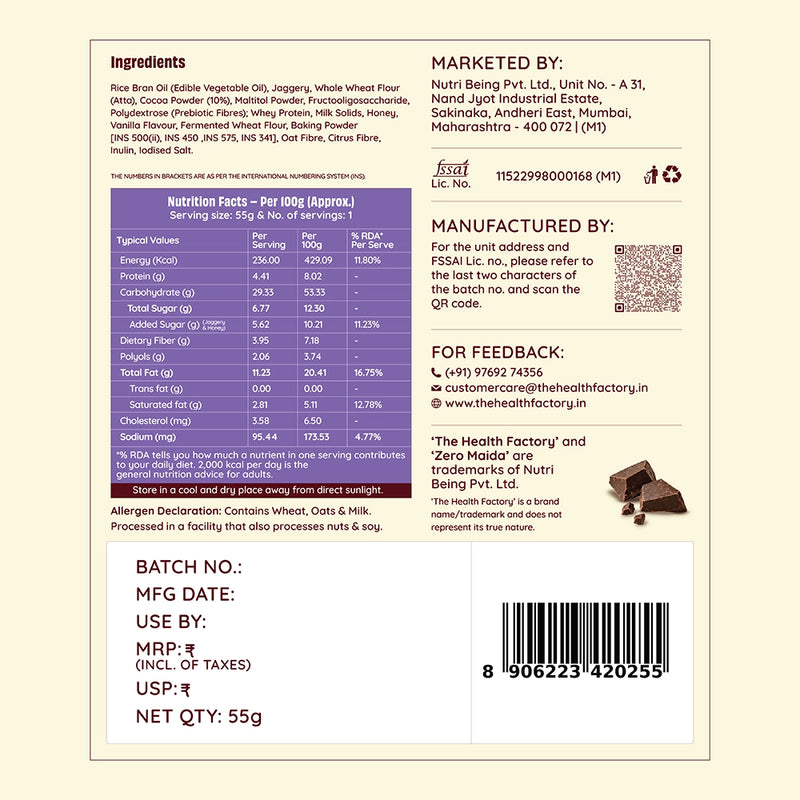 Ingredients
Rice Bran Oil (Edible Vegetable Oil), Jaggery, Whole Wheat Flour
(Atta), Cocoa Powder (10%), Maltitol Powder, Fructooligosaccharide,
Polydextrose (Prebiotic Fibres); Whey Protein, Milk Solids, Honey,
Vanilla Flavour, Fermented Wheat Flour, Baking Powder
[INS 500(ii), INS 450 ,INS 575, INS 341], Oat Fibre, Citrus Fibre,
Inulin, Iodised Salt.
THE NUMBERS IN BRACKETS ARE AS PER THE INTERNATIONAL NUMBERING SYSTEM (INS).
Nutrition Facts – Per 100g (Approx.)
Serving size: 55g & No. of servings: 1
Typical Values Per Serving Per 100g % RDA* Per Serve
Energy (Kcal) 236.00 429.09 11.80%
Protein (g) 4.41 8.02 -
Carbohydrate (g) 29.33 53.33 -
Total Sugar (g) 6.77 12.30 -
Added Sugar (g) (Jaggery & Honey) 5.62 10.21 11.23%
Dietary Fiber (g) 3.95 7.18 -
Polyols (g) 2.06 3.74 -
Total Fat (g) 11.23 20.41 16.75%
Trans fat (g) 0.00 0.00 -
Saturated fat (g) 2.81 5.11 12.78%
Cholesterol (mg) 3.58 6.50 -
Sodium (mg) 95.44 173.53 4.77%
*% RDA tells you how much a nutrient in one serving contributes
to your daily diet. 2,000 kcal per day is the
general nutrition advice for adults.
Store in a cool and dry place away from direct sunlight.
Allergen Declaration: Contains Wheat, Oats & Milk.
Processed in a facility that also processes nuts & soy.
MARKETED BY:
Nutri Being Pvt. Ltd., Unit No. - A 31,
Nand Jyot Industrial Estate,
Sakinaka, Andheri East, Mumbai,
Maharashtra - 400 072 | (M1)
fssai
Lic. No. 11522998000168 (M1)
MANUFACTURED BY:
For the unit address and
FSSAI Lic. no., please refer to
the last two characters of
the batch no. and scan the
QR code.
FOR FEEDBACK:
(+91) 97692 74356
customercare@thehealthfactory.in
www.thehealthfactory.in
‘The Health Factory’ and
‘Zero Maida’ are
trademarks of Nutri
Being Pvt. Ltd.
‘The Health Factory’ is a brand
name/trademark and does not
represent its true nature.
BATCH NO.:
MFG DATE:
USE BY:
MRP: ₹
(INCL. OF TAXES)
USP: ₹
NET QTY: 55g
8 906223 420255